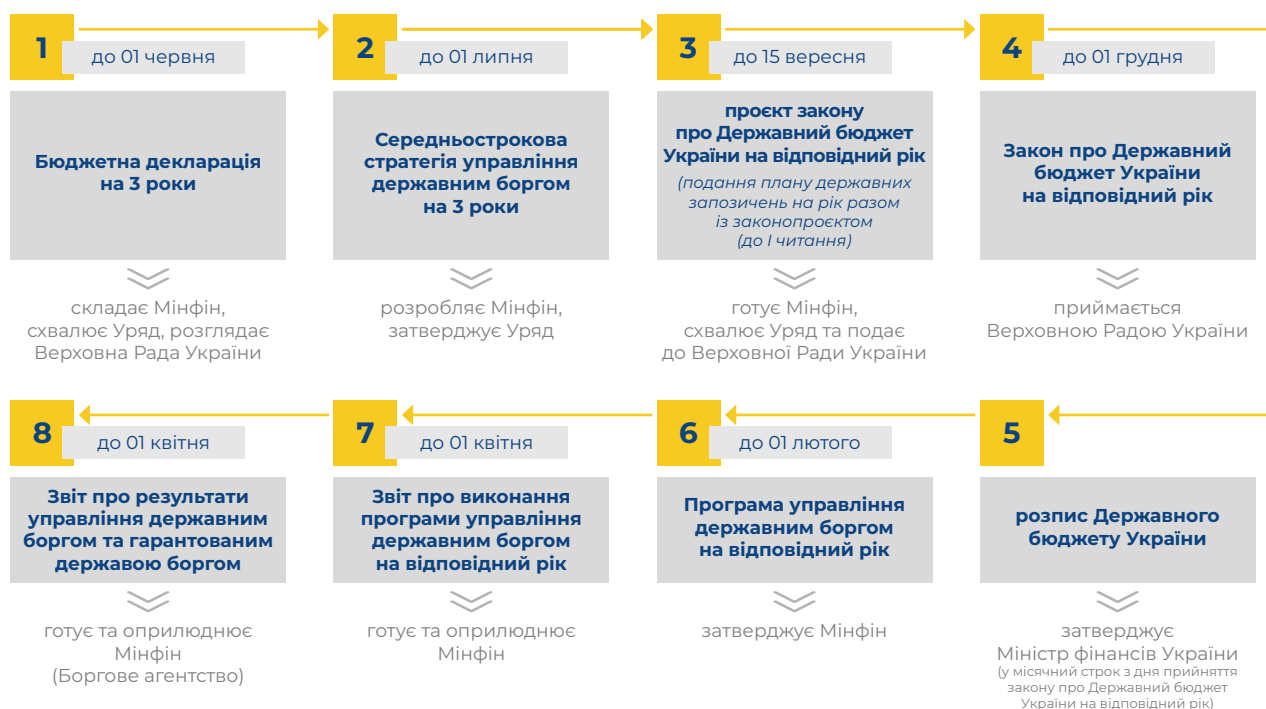 1
до 01 червня
Бюджетна декларація
на 3 роки
складає Мінфін,
схвалює Уряд, розглядає
Верховна Рада України
2
до 01 липня
Середньострокова
стратегія управління
державним боргом
на 3 роки
розробляє Мінфін,
затверджує Уряд
3
до 15 вересня
проєкт закону
про Державний бюджет
України на відповідний рік
(подання плану державних
запозичень на рік разом
із законопроєктом
(до І читання)
готує Мінфін,
схвалює Уряд та подає
до Верховної Ради України
4
до 01 грудня
Закон про Державний
бюджет України
на відповідний рік
приймається
Верховною Радою України
5
розпис Державного
бюджету України
затверджує
Міністр фінансів України
(у місячний строк з дня прийняття
закону про Державний бюджет
України на відповідний рік)
6
до 01 лютого
Програма управління
державним боргом
на відповідний рік
затверджує Мінфін
7
до 01 квітня
Звіт про виконання
програми управління
державним боргом
на відповідний рік
готує та оприлюднює
Мінфін
8
до 01 квітня
Звіт про результати
управління державним
боргом та гарантованим
державою боргом
готує та оприлюднює
Мінфін
(Боргове агентство)